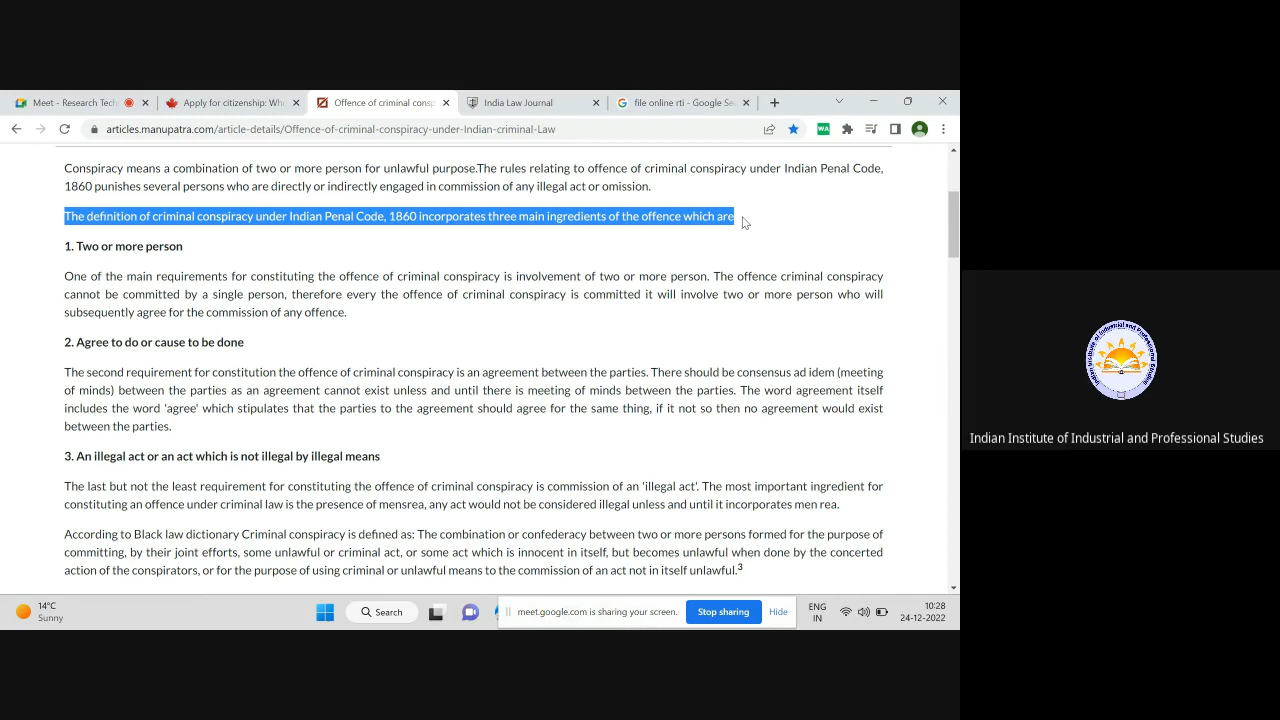 Meet - Research Tech
Apply for citizenship: Who
Offence of criminal consp
India Law Journal
file online rti - Google Se
articles.manupatra.com/article-details/Offence-of-criminal-conspiracy-under-Indian-criminal-Law
WA
Conspiracy means a combination of two or more person for unlawful purpose.The rules relating to offence of criminal conspiracy under Indian Penal Code,
1860 punishes several persons who are directly or indirectly engaged in commission of any illegal act or omission.
The definition of criminal conspiracy under Indian Penal Code, 1860 incorporates three main ingredients of the offence which are
1. Two or more person
One of the main requirements for constituting the offence of criminal conspiracy is involvement of two or more person. The offence criminal conspiracy
cannot be committed by a single person, therefore every the offence of criminal conspiracy is committed it will involve two or more person who will
subsequently agree for the commission of any offence.
2. Agree to do or cause to be done
The second requirement for constitution the offence of criminal conspiracy is an agreement between the parties. There should be consensus ad idem (meeting
of minds) between the parties as an agreement cannot exist unless and until there is meeting of minds between the parties. The word agreement itself
includes the word 'agree' which stipulates that the parties to the agreement should agree for the same thing, if it not so then no agreement would exist
between the parties.
3. An illegal act or an act which is not illegal by illegal means
The last but not the least requirement for constituting the offence of criminal conspiracy is commission of an 'illegal act'. The most important ingredient for
constituting an offence under criminal law is the presence of mensrea, any act would not be considered illegal unless and until it incorporates men rea.
According to Black law dictionary Criminal conspiracy is defined as: The combination or confederacy between two or more persons formed for the purpose of
committing, by their joint efforts, some unlawful or criminal act, or some act which is innocent in itself, but becomes unlawful when done by the concerted
action of the conspirators, or for the purpose of using criminal or unlawful means to the commission of an act not in itself unlawful.3
14°C
Sunny
Search
meet.google.com is sharing your screen.
Stop sharing
Hide
ENG
IN
10:28
24-12-2022
Indian Institute of Industrial and Professional Studies